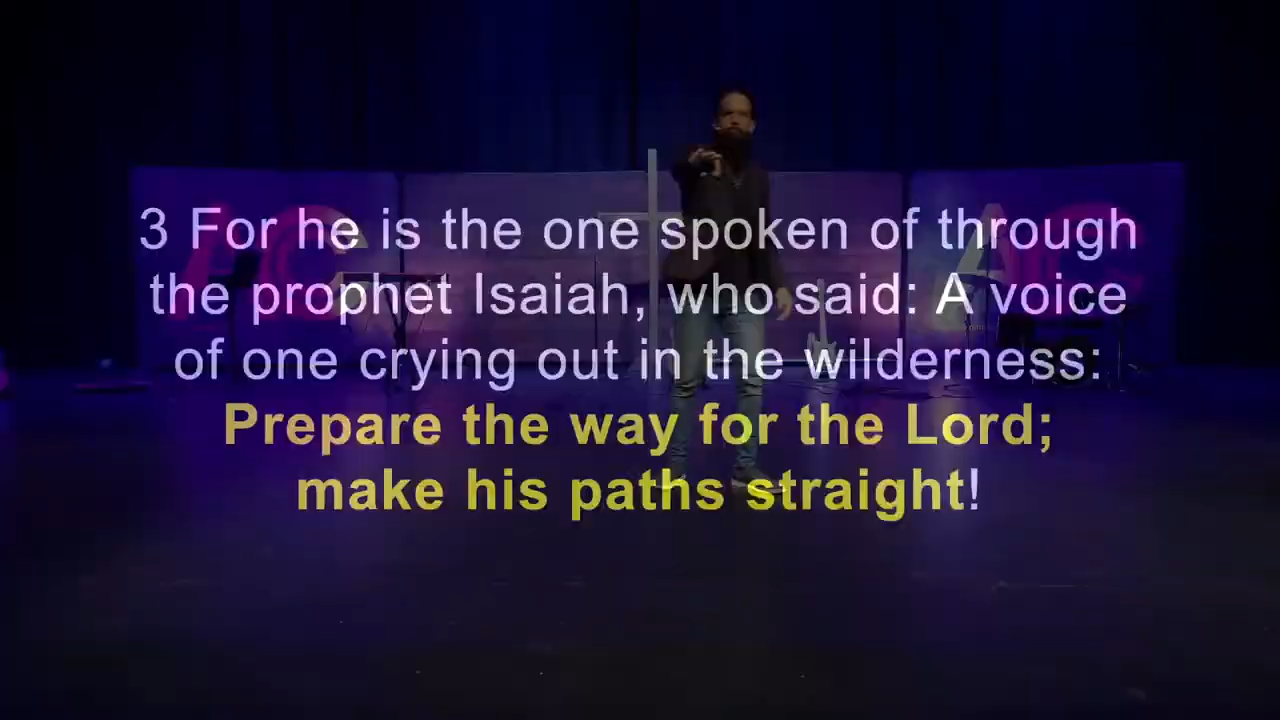 3 For he is the one spoken of through
the prophet Isaiah, who said: A voice
of one crying out in the wilderness:
Prepare the way for the Lord;
make his paths straight!